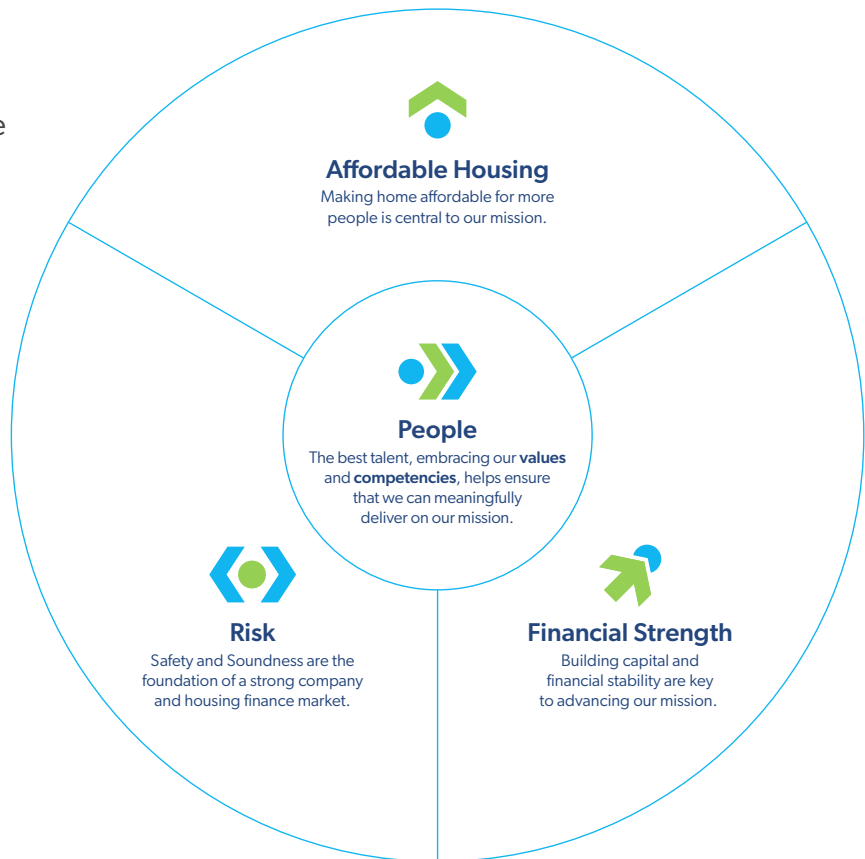 e
Affordable Housing
Making home affordable for more
people is central to our mission.
People
The best talent, embracing our values
and competencies, helps ensure
that we can meaningfully
deliver on our mission.
Risk
Safety and Soundness are the
foundation of a strong company
and housing finance market.
Financial Strength
Building capital and
financial stability are key
to advancing our mission.